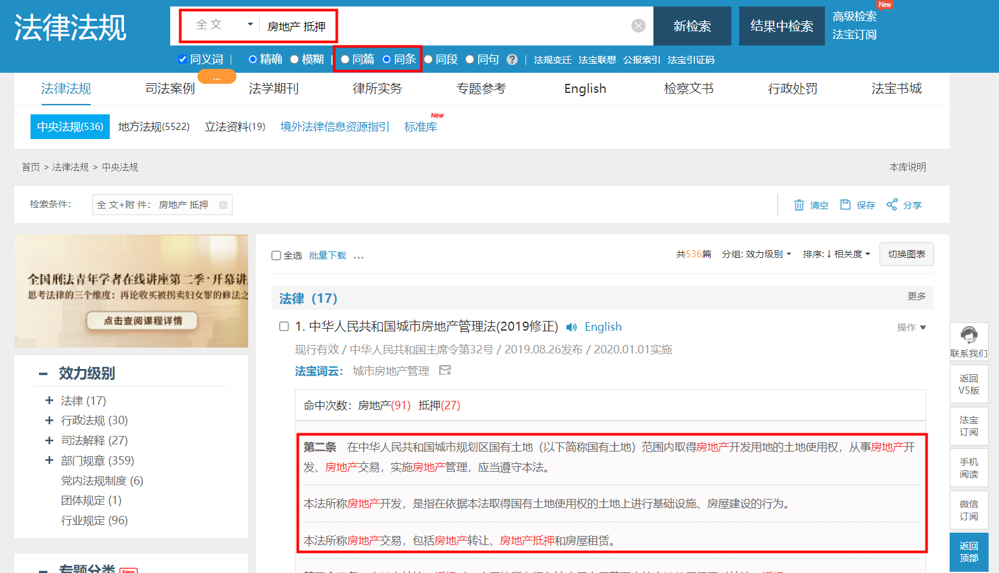 法律法规
全 文 房地产 抵押
新检索
结果中检索
New
高级检索
法宝订阅
同义词 | 精确 模糊 | 同篇 同条 同段 同句 ? | 法规变迁 法宝联想 公报索引 法宝引证码
...
法律法规 司法案例 法学期刊 律所实务 专题参考 English 检察文书 行政处罚 法宝书城
中央法规(536) 地方法规(5522) 立法资料(19) 境外法律信息资源指引 标准库 New
首页 > 法律法规 > 中央法规
本库说明
检索条件： 全 文+附 件： 房地产 抵押
清空 保存 分享
全国刑法青年学者在线讲座第二季·开幕讲
思考法律的三个维度：再论收买被拐卖妇女罪的修法之
点击查阅课程详情
效力级别
法律 (17)
行政法规 (30)
司法解释 (27)
部门规章 (359)
党内法规制度 (6)
团体规定 (1)
行业规定 (96)
专题分类 New
全选 批量下载 ...
共536篇 分组: 效力级别 排序:↓相关度 切换图表
法律（17）
更多
1. 中华人民共和国城市房地产管理法(2019修正) English
操作
现行有效 / 中华人民共和国主席令第32号 / 2019.08.26发布 / 2020.01.01实施
法宝词云： 城市房地产管理
命中次数：房地产(91) 抵押(27)
第二条 在中华人民共和国城市规划区国有土地（以下简称国有土地）范围内取得房地产开发用地的土地使用权，从事房地产开
发、房地产交易，实施房地产管理，应当遵守本法。
本法所称房地产开发，是指在依据本法取得国有土地使用权的土地上进行基础设施、房屋建设的行为。
本法所称房地产交易，包括房地产转让、房地产抵押和房屋租赁。
联系我们
返回
V5版
法宝
订阅
手机
阅读
微信
订阅
返回
顶部